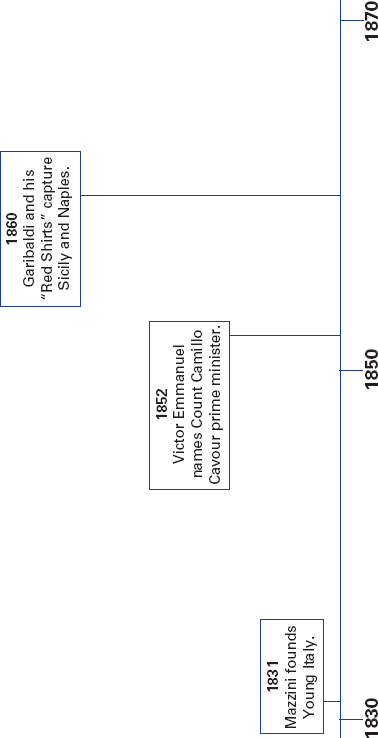 1831
Mazzini founds
Young Italy.
1852
Victor Emmanuel
names Count Camillo
Cavour prime minister.
1860
Garibaldi and his
“Red Shirts” capture
Sicily and Naples.
1830
1850
1870